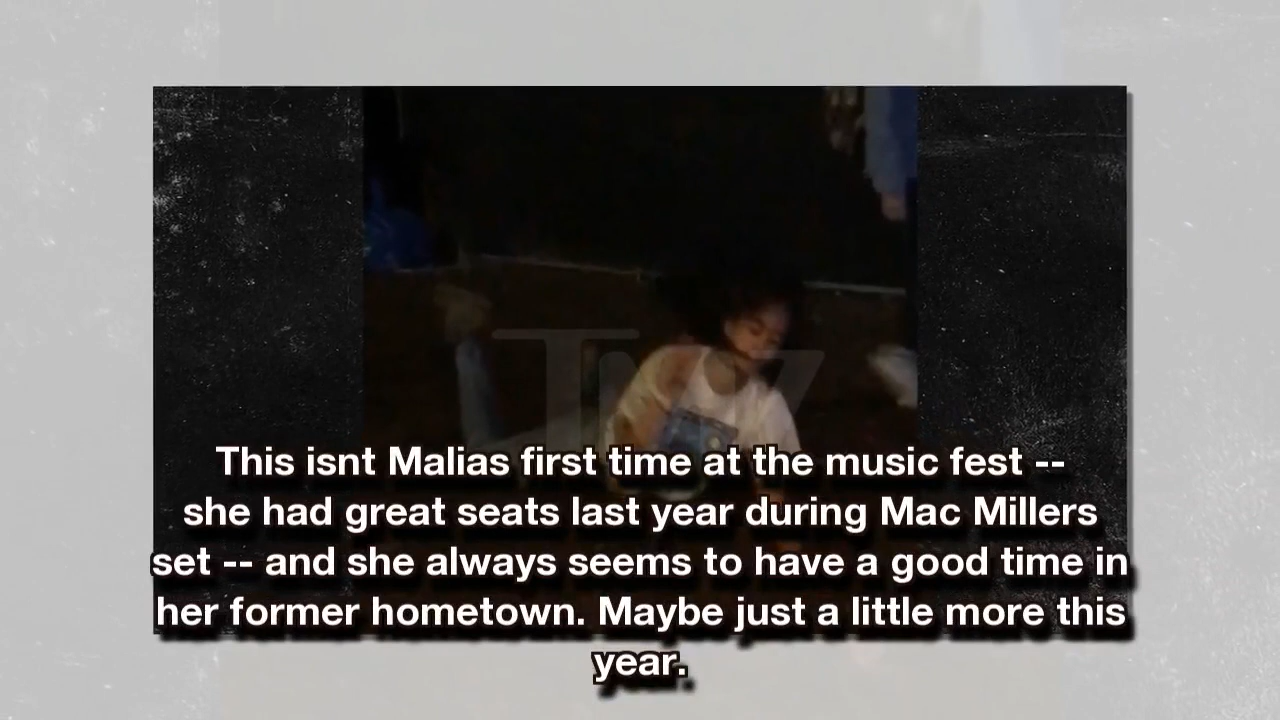 TMZ
This isnt Malias first time at the music fest --
she had great seats last year during Mac Millers
set -- and she always seems to have a good time in
her former hometown. Maybe just a little more this
year.